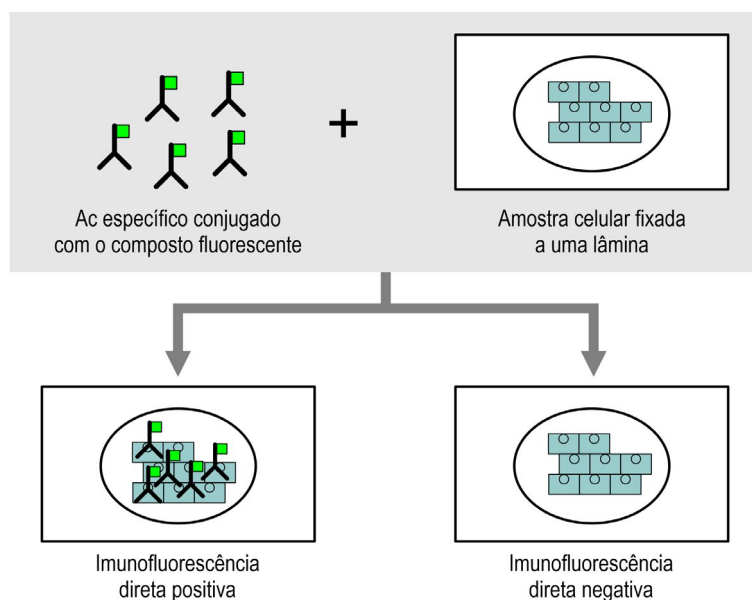 Ac específico conjugado
com o composto fluorescente
+
Amostra celular fixada
a uma lâmina
Imunofluorescência
direta positiva
Imunofluorescência
direta negativa